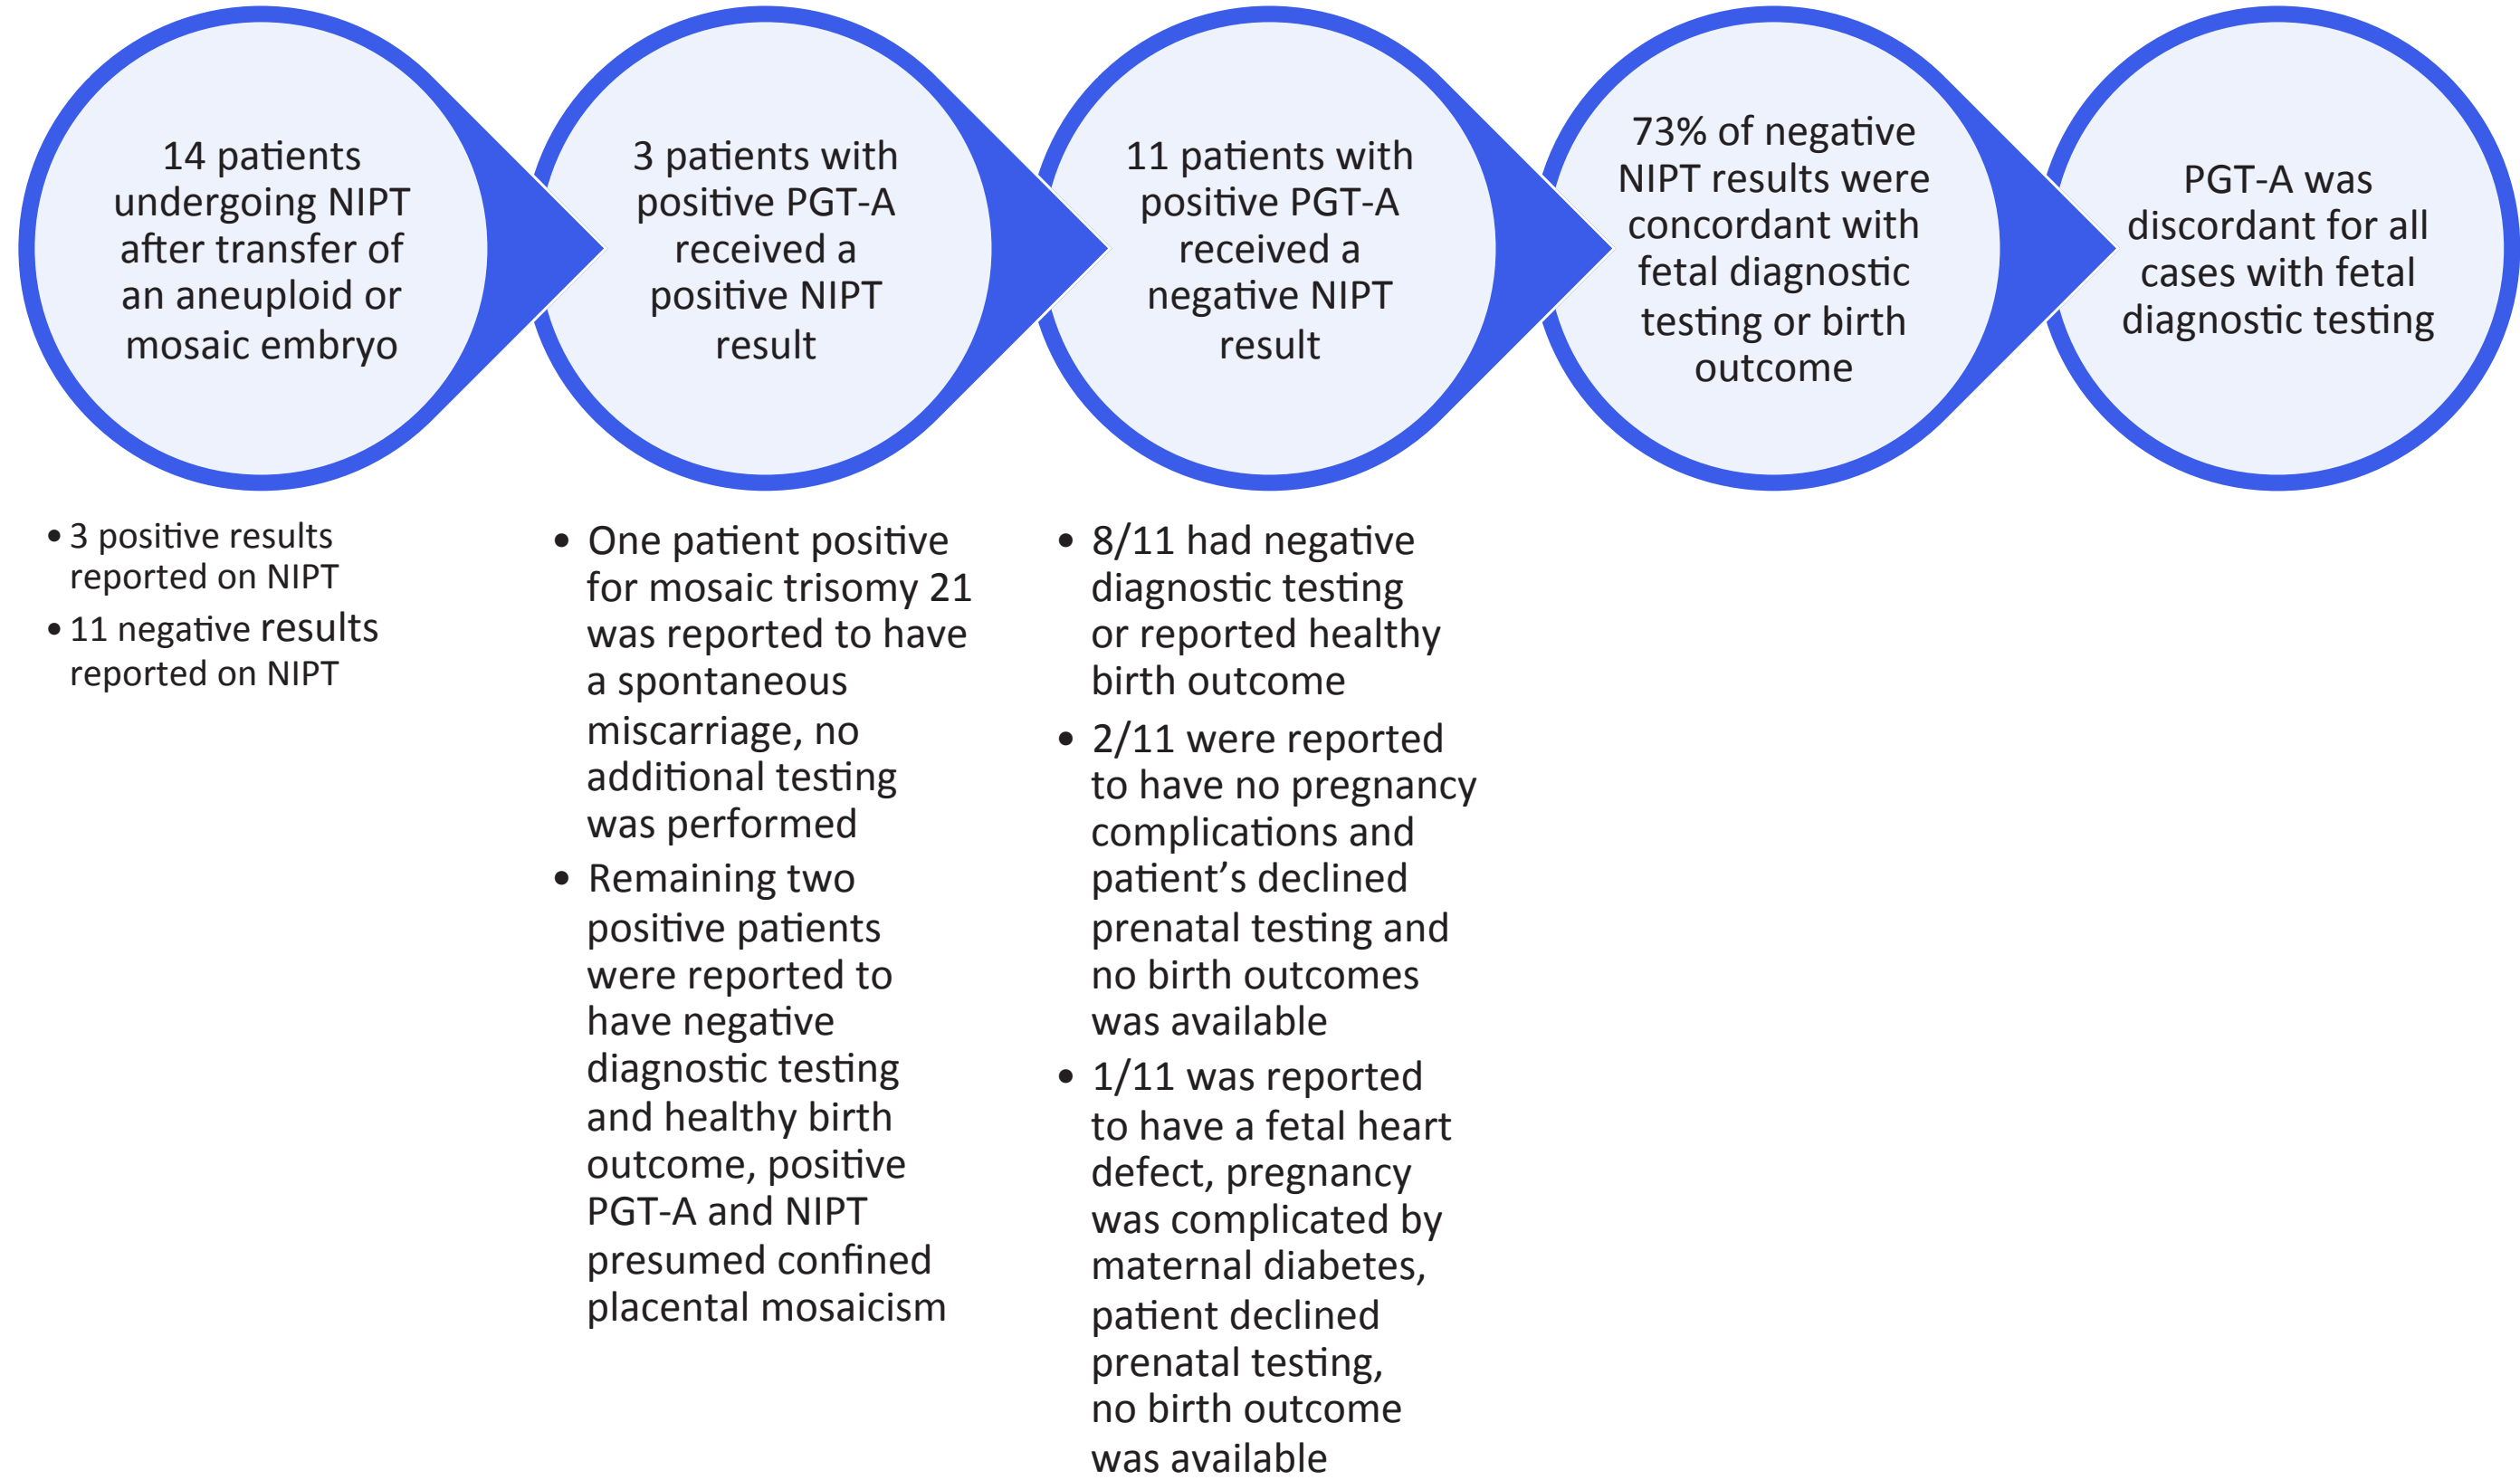 14 patients
undergoing NIPT
after transfer of
an aneuploid or
mosaic embryo
3 patients with
positive PGT-A
received a
positive NIPT
result
11 patients with
positive PGT-A
received a
negative NIPT
result
73% of negative
NIPT results were
concordant with
fetal diagnostic
testing or birth
outcome
PGT-A was
discordant for all
cases with fetal
diagnostic testing
• 3 positive results
reported on NIPT
• 11 negative results
reported on NIPT
• One patient positive
for mosaic trisomy 21
was reported to have
a spontaneous
miscarriage, no
additional testing
was performed
• Remaining two
positive patients
were reported to
have negative
diagnostic testing
and healthy birth
outcome, positive
PGT-A and NIPT
presumed confined
placental mosaicism
• 8/11 had negative
diagnostic testing
or reported healthy
birth outcome
• 2/11 were reported
to have no pregnancy
complications and
patient’s declined
prenatal testing and
no birth outcomes
was available
• 1/11 was reported
to have a fetal heart
defect, pregnancy
was complicated by
maternal diabetes,
patient declined
prenatal testing,
no birth outcome
was available